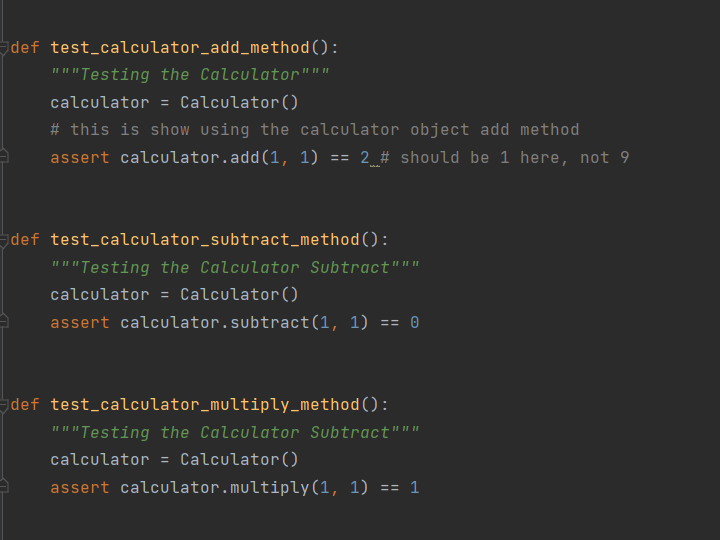 def test_calculator_add_method():
    """Testing the Calculator"""
    calculator = Calculator()
    # this is show using the calculator object add method
    assert calculator.add(1, 1) == 2 # should be 1 here, not 9
def test_calculator_subtract_method():
    """Testing the Calculator Subtract"""
    calculator = Calculator()
    assert calculator.subtract(1, 1) == 0
def test_calculator_multiply_method():
    """Testing the Calculator Subtract"""
    calculator = Calculator()
    assert calculator.multiply(1, 1) == 1